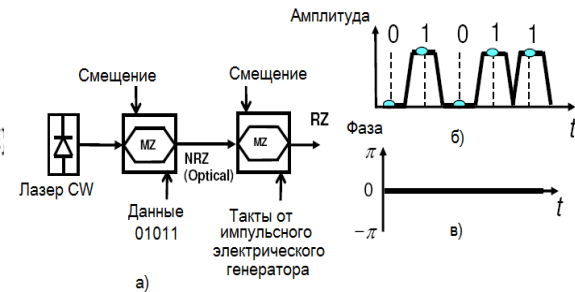 Амплитуда
0 1 0 1 1
t
б)
Смещение
Смещение
MZ
MZ
NRZ
(Optical)
RZ
Лазер CW
Данные
01011
Такты от
импульсного
электрического
генератора
а)
Фаза
π
0
−π
t
в)